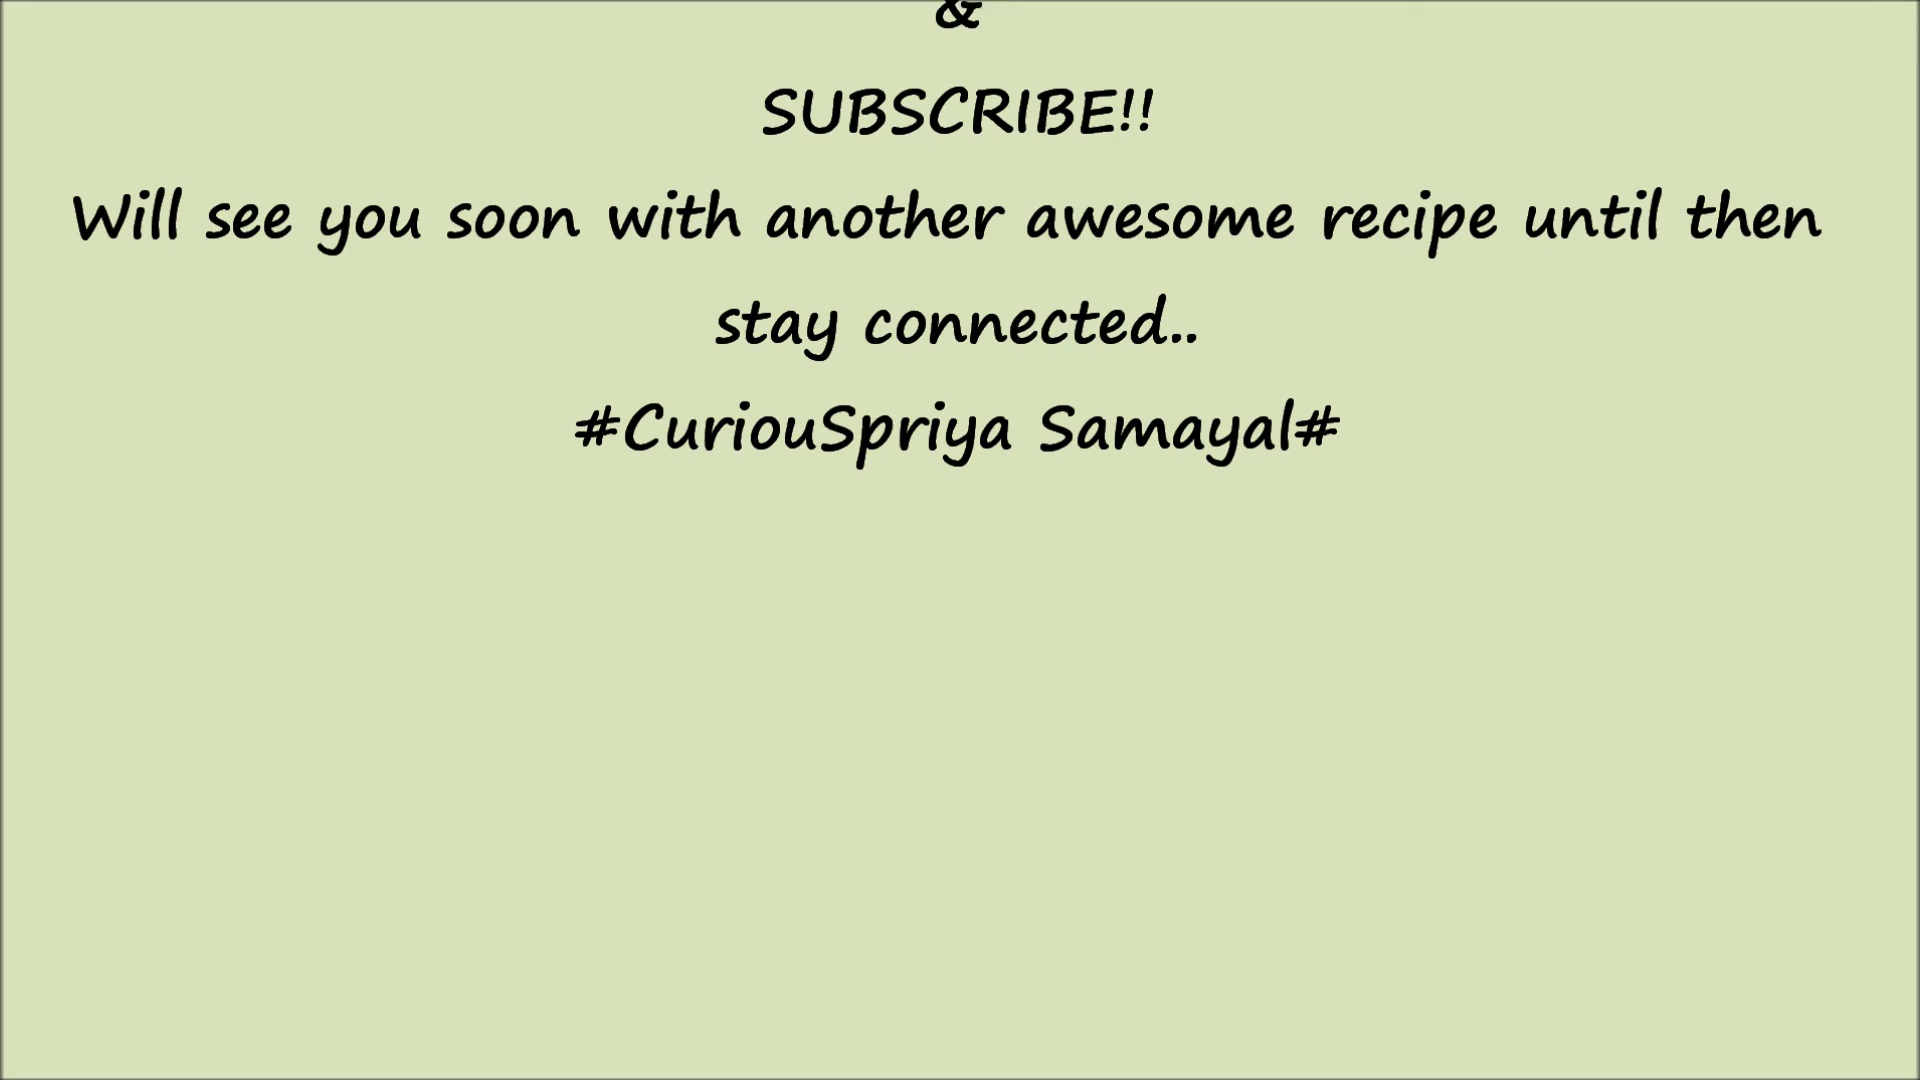 &
SUBSCRIBE!!
Will see you soon with another awesome recipe until then
stay connected..
#CuriouSpriya Samayal#